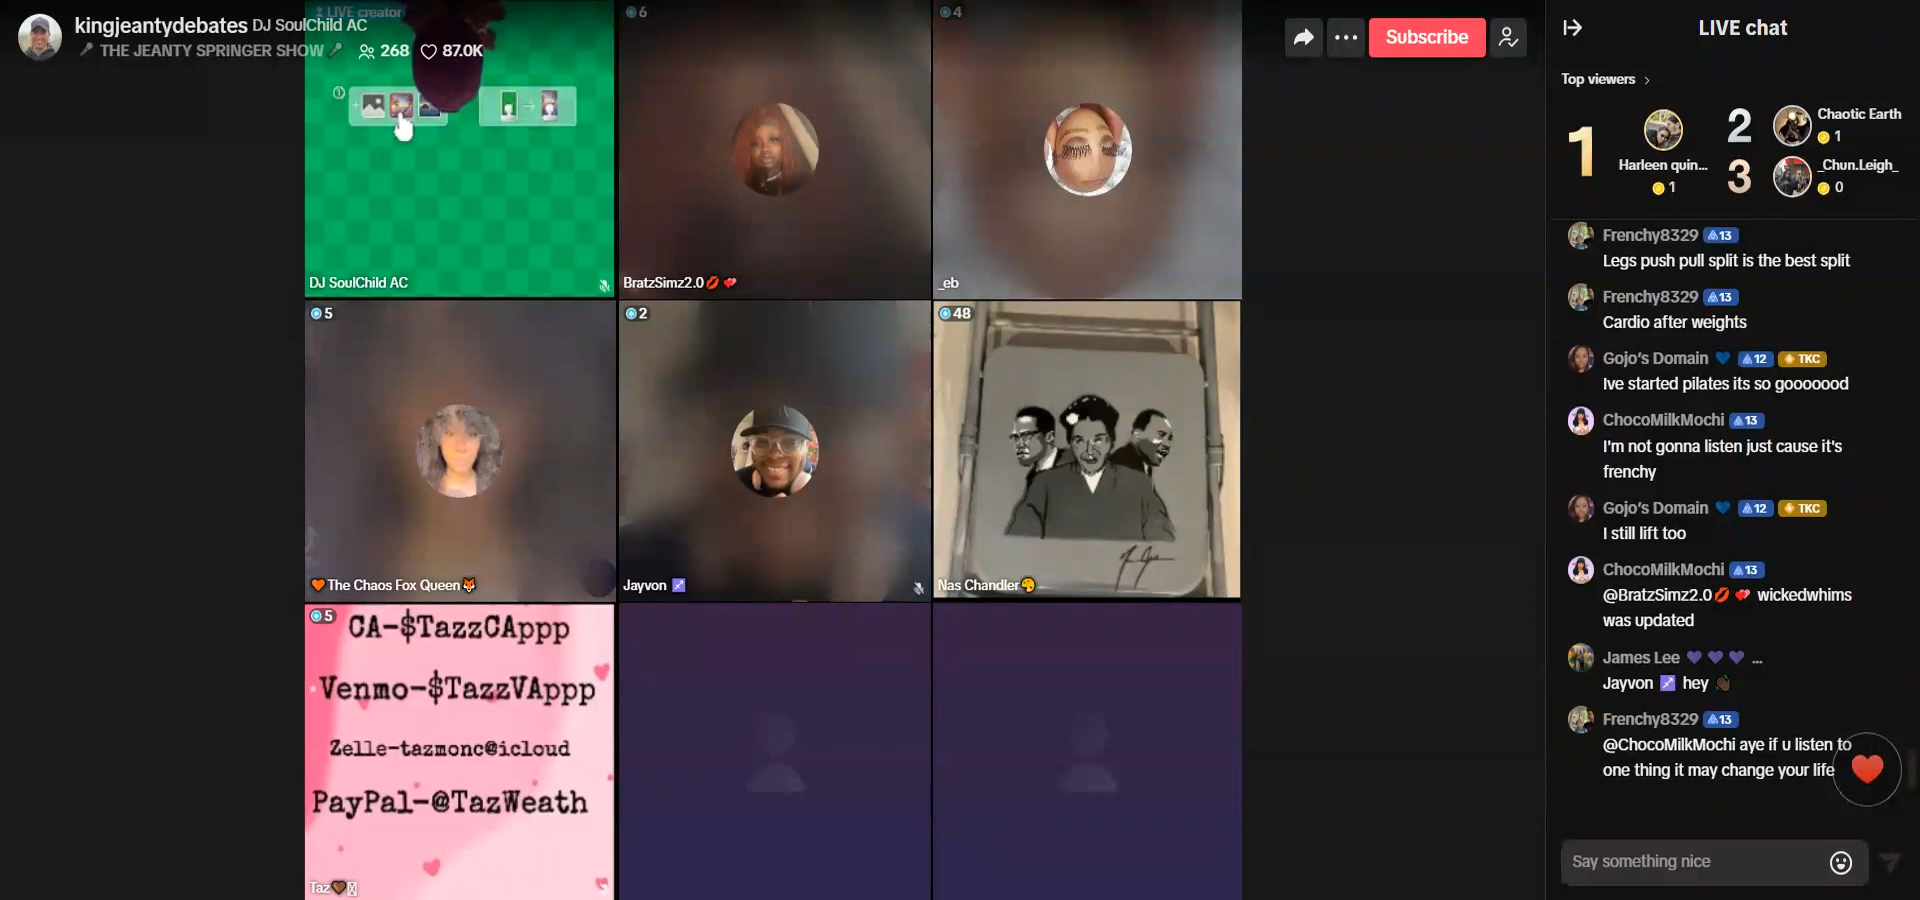 kingjeantydebates DJ SoulChild AC
THE JEANTY SPRINGER SHOW 268 87.0K
LIVE creator
6
4
Subscribe
DJ SoulChild AC
BratzSimz2.0
_eb
5
2
48
The Chaos Fox Queen
Jayvon
Nas Chandler
5
CA-$TazzCAppp
Venmo-$TazzVAppp
Zelle-tazmonc@icloud
PayPal-@TazWeath
Taz
LIVE chat
Top viewers
1
Harleen quin...
1
2
Chaotic Earth
1
3
_Chun.Leigh_
0
Frenchy8329 13
Legs push pull split is the best split
Frenchy8329 13
Cardio after weights
Gojo's Domain 12 TKC
Ive started pilates its so gooooood
ChocoMilkMochi 13
I'm not gonna listen just cause it's
frenchy
Gojo's Domain 12 TKC
I still lift too
ChocoMilkMochi 13
@BratzSimz2.0 wickedwhims
was updated
James Lee ...
Jayvon hey
Frenchy8329 13
@ChocoMilkMochi aye if u listen to
one thing it may change your life
Say something nice